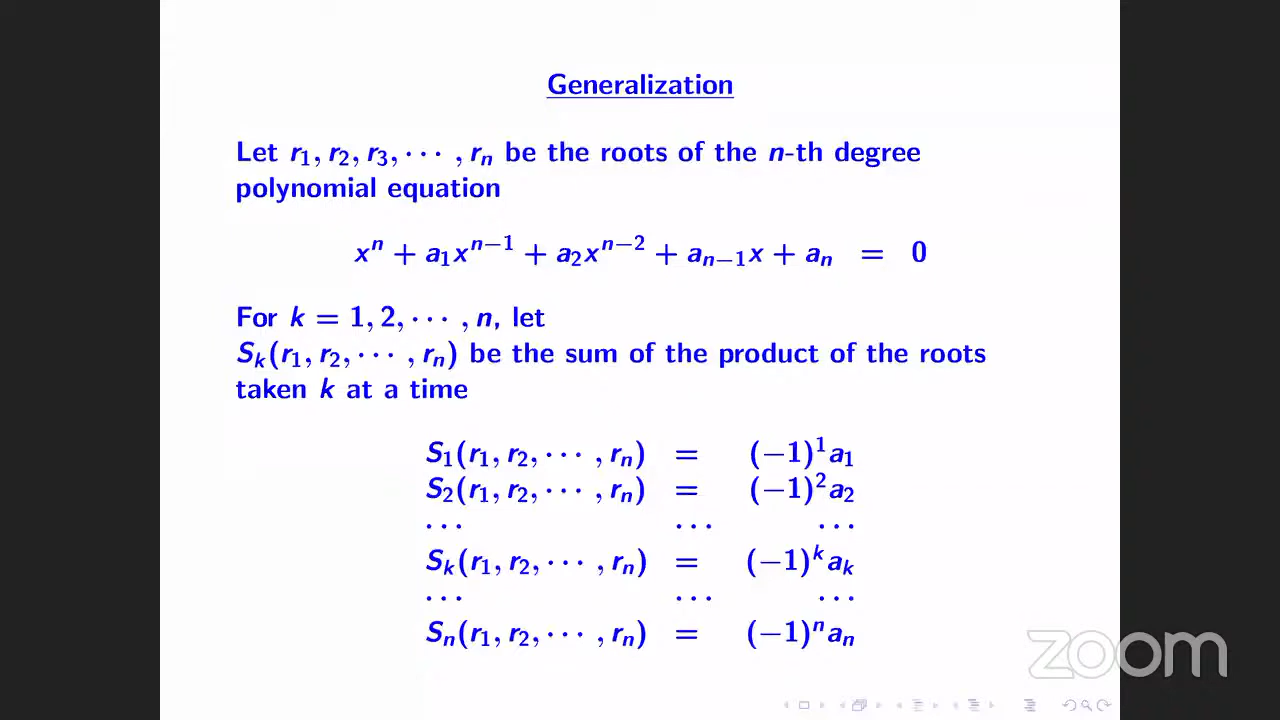 Generalization
Let r₁, r₂, r₃, ⋯ , rₙ be the roots of the n-th degree
polynomial equation
xⁿ + a₁xⁿ⁻¹ + a₂xⁿ⁻² + aₙ₋₁x + aₙ = 0
For k = 1, 2, ⋯ , n, let
Sₖ(r₁, r₂, ⋯ , rₙ) be the sum of the product of the roots
taken k at a time
S₁(r₁, r₂, ⋯ , rₙ) = (−1)¹a₁
S₂(r₁, r₂, ⋯ , rₙ) = (−1)²a₂
⋯ ⋯ ⋯
Sₖ(r₁, r₂, ⋯ , rₙ) = (−1)ᵏaₖ
⋯ ⋯ ⋯
Sₙ(r₁, r₂, ⋯ , rₙ) = (−1)ⁿaₙ
zoom